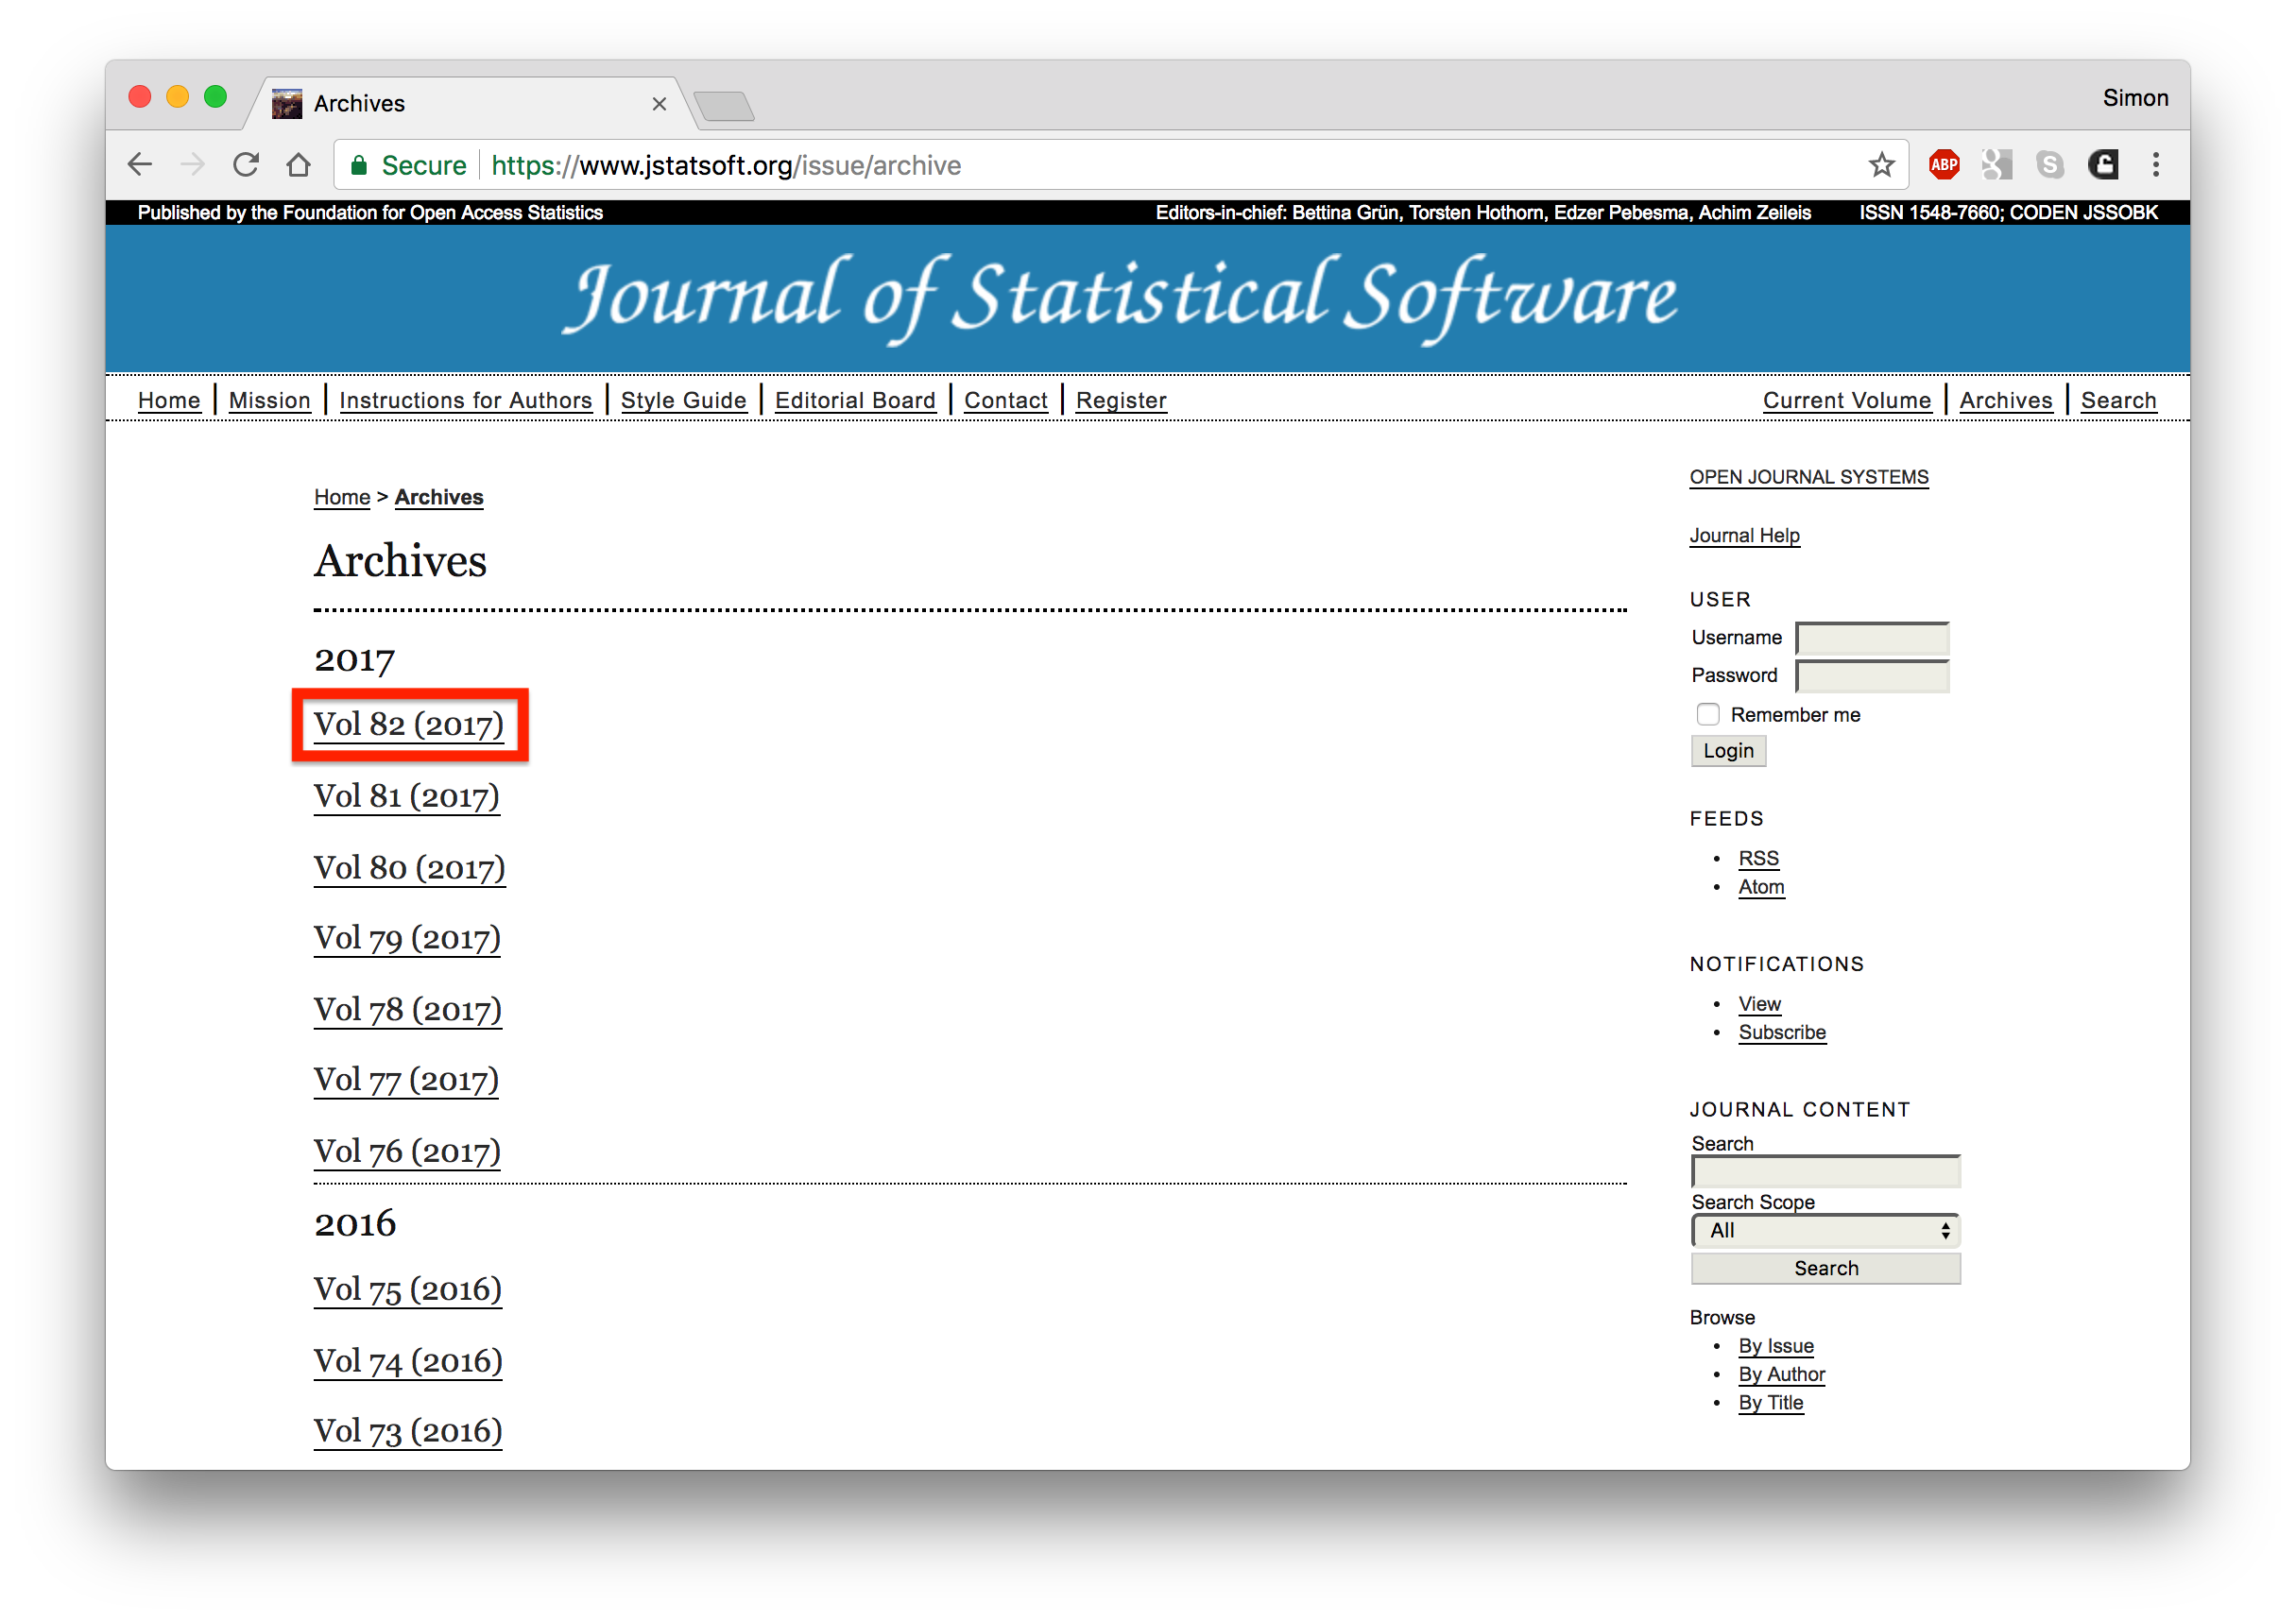 Archives
Simon
Secure https://www.jstatsoft.org/issue/archive
ABP
S
Published by the Foundation for Open Access Statistics Editors-in-chief: Bettina Grün, Torsten Hothorn, Edzer Pebesma, Achim Zeileis ISSN 1548-7660; CODEN JSSOBK
Journal of Statistical Software
Home | Mission | Instructions for Authors | Style Guide | Editorial Board | Contact | Register Current Volume | Archives | Search
Home > Archives
Archives
2017
Vol 82 (2017)
Vol 81 (2017)
Vol 80 (2017)
Vol 79 (2017)
Vol 78 (2017)
Vol 77 (2017)
Vol 76 (2017)
2016
Vol 75 (2016)
Vol 74 (2016)
Vol 73 (2016)
OPEN JOURNAL SYSTEMS
Journal Help
USER
Username
Password
Remember me
Login
FEEDS
• RSS
• Atom
NOTIFICATIONS
• View
• Subscribe
JOURNAL CONTENT
Search
Search Scope
All
Search
Browse
• By Issue
• By Author
• By Title